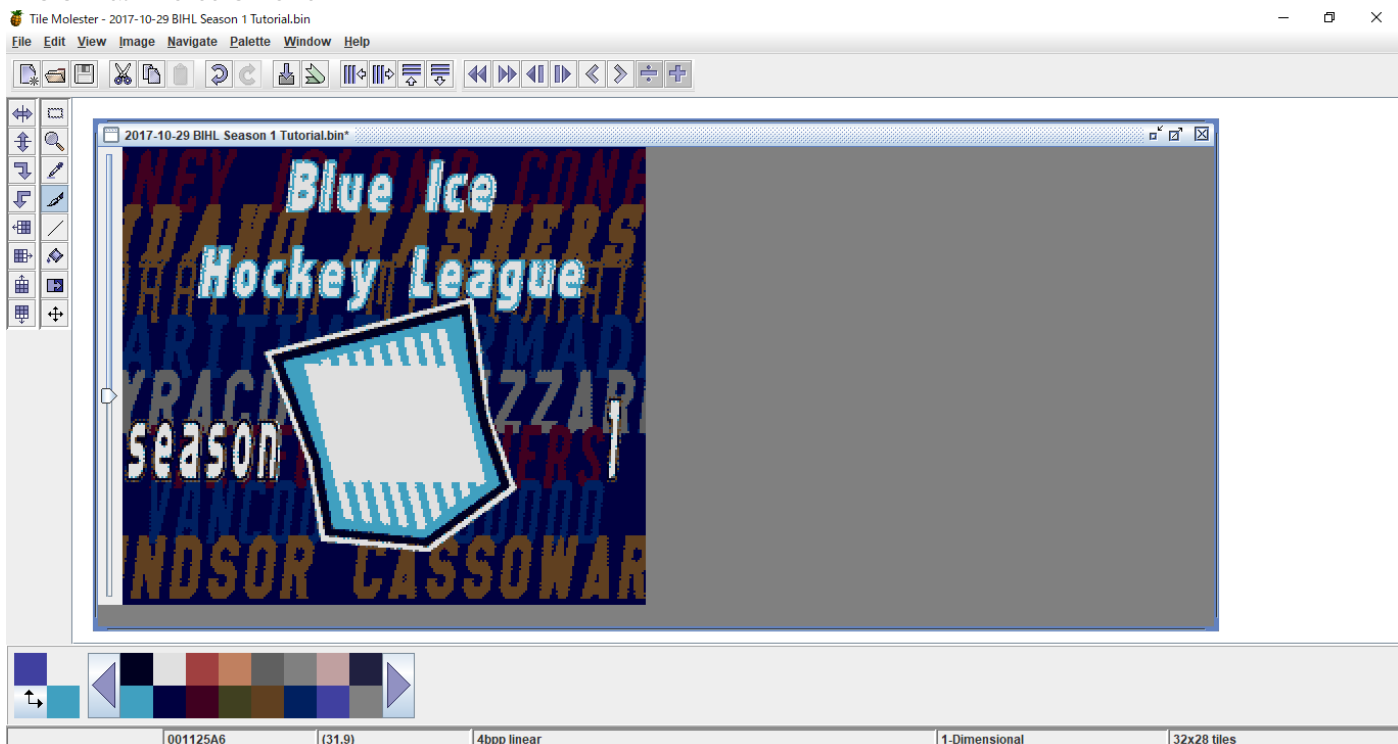 Tile Molester - 2017-10-29 BIHL Season 1 Tutorial.bin
File Edit View Image Navigate Palette Window Help
2017-10-29 BIHL Season 1 Tutorial.bin*
Blue Ice
MASKERS
Hockey League
season 1
CASSOWAR
001125A6 (31,9) 4bpp linear 1-Dimensional 32x28 tiles